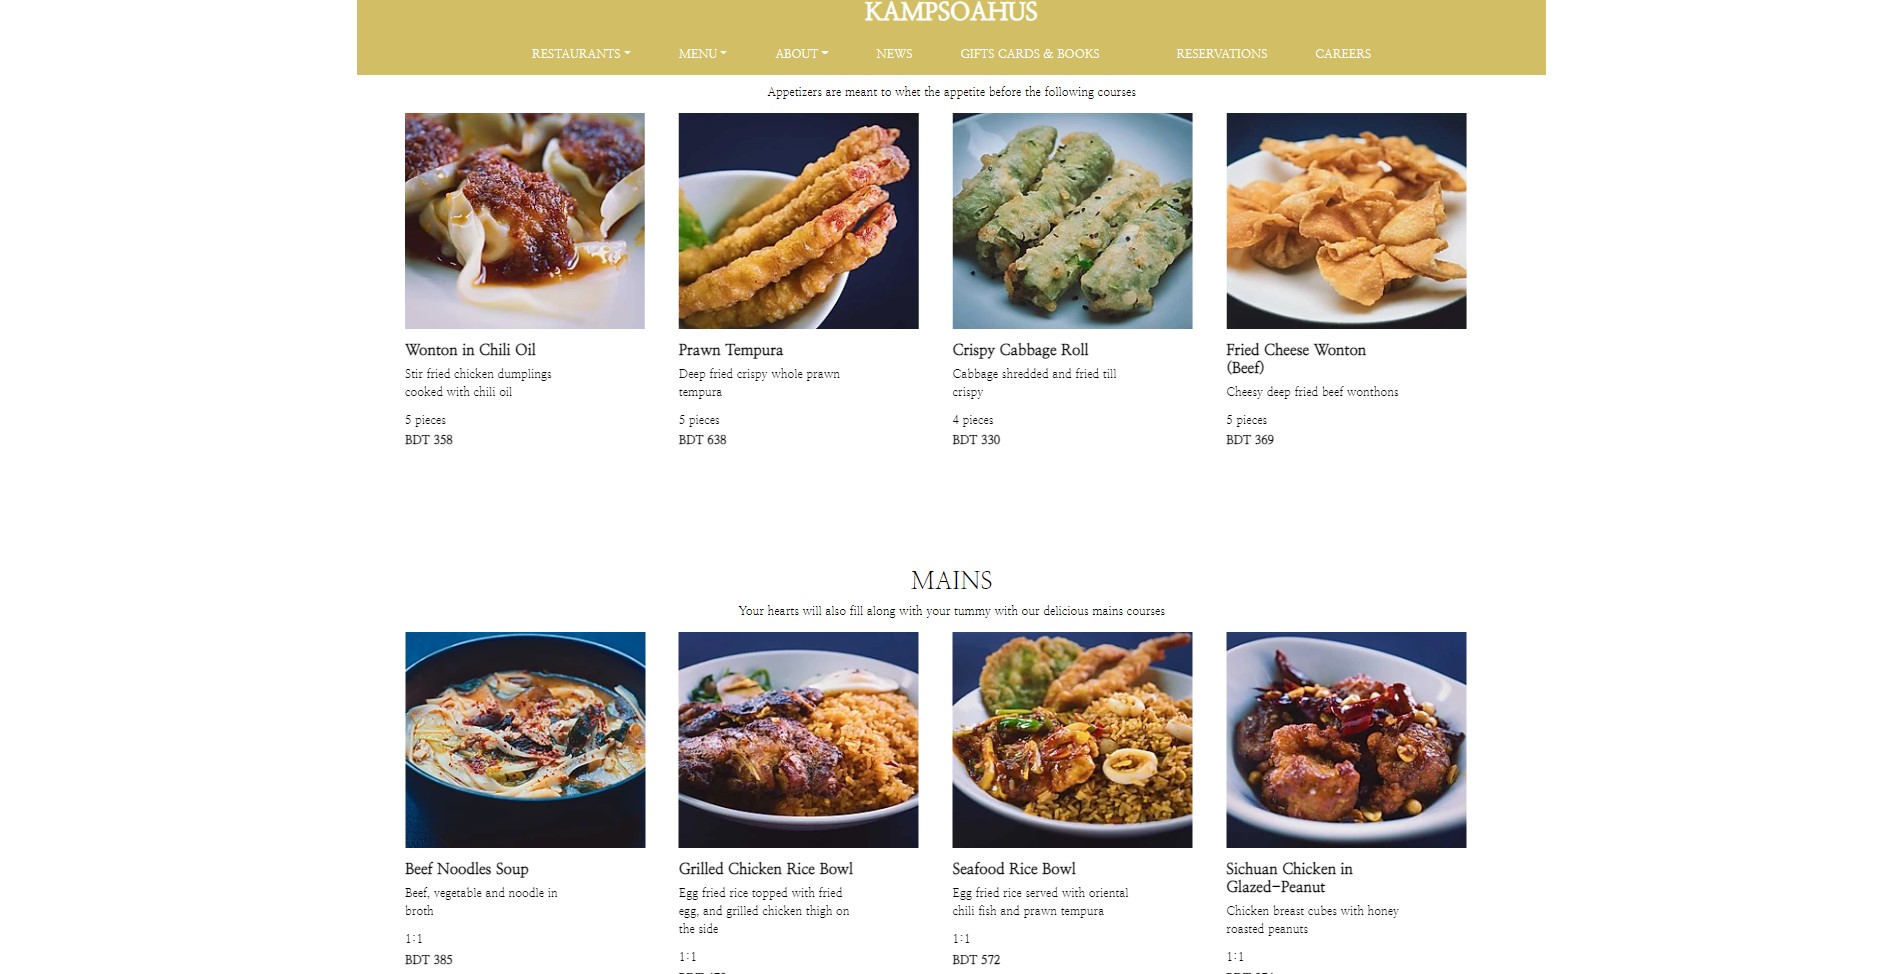 KAMPSOAHUS
RESTAURANTS MENU ABOUT NEWS GIFTS CARDS & BOOKS RESERVATIONS CAREERS
Appetizers are meant to whet the appetite before the following courses
Wonton in Chili Oil
Stir fried chicken dumplings
cooked with chili oil
5 pieces
BDT 358
Prawn Tempura
Deep fried crispy whole prawn
tempura
5 pieces
BDT 638
Crispy Cabbage Roll
Cabbage shredded and fried till
crispy
4 pieces
BDT 330
Fried Cheese Wonton
(Beef)
Cheesy deep fried beef wonthons
5 pieces
BDT 369
MAINS
Your hearts will also fill along with your tummy with our delicious mains courses
Beef Noodles Soup
Beef, vegetable and noodle in
broth
1:1
BDT 385
Grilled Chicken Rice Bowl
Egg fried rice topped with fried
egg, and grilled chicken thigh on
the side
1:1
Seafood Rice Bowl
Egg fried rice served with oriental
chili fish and prawn tempura
1:1
BDT 572
Sichuan Chicken in
Glazed-Peanut
Chicken breast cubes with honey
roasted peanuts
1:1